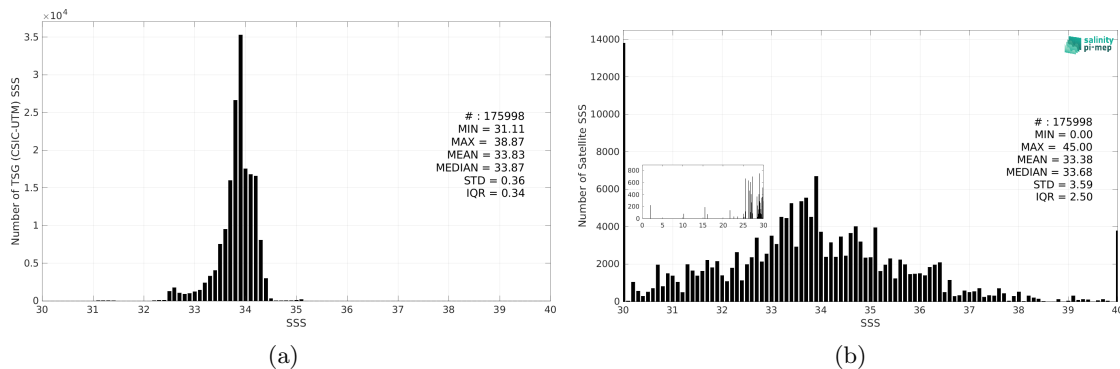 ×10⁴
4
3.5
3
2.5
2
1.5
1
0.5
0
Number of TSG (CSIC-UTM) SSS
30 31 32 33 34 35 36 37 38 39 40
SSS
# : 175998
MIN = 31.11
MAX = 38.87
MEAN = 33.83
MEDIAN = 33.87
STD = 0.36
IQR = 0.34
(a)
14000
12000
10000
8000
6000
4000
2000
0
Number of Satellite SSS
30 31 32 33 34 35 36 37 38 39 40
SSS
salinity
pi-mep
# : 175998
MIN = 0.00
MAX = 45.00
MEAN = 33.38
MEDIAN = 33.68
STD = 3.59
IQR = 2.50
800
600
400
200
0
0 5 10 15 20 25 30
(b)